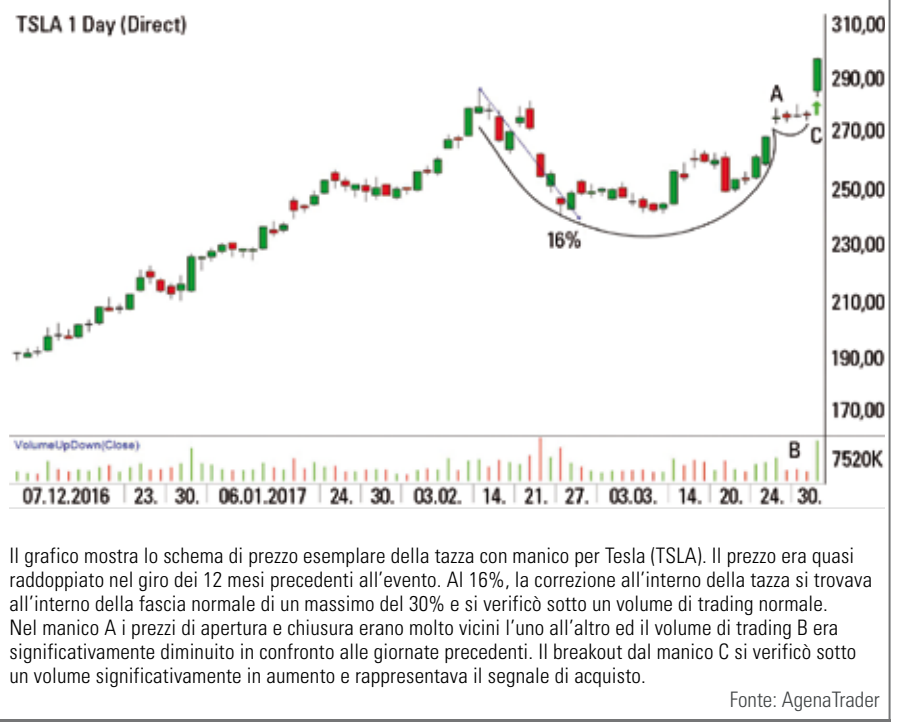 TSLA 1 Day (Direct)
310,00
290,00
A
270,00
C
250,00
16%
230,00
210,00
190,00
170,00
VolumeUpDown(Close)
B
7520K
07.12.2016 23. 30. 06.01.2017 24. 30. 03.02. 14. 21. 27. 03.03. 14. 20. 24. 30.
Il grafico mostra lo schema di prezzo esemplare della tazza con manico per Tesla (TSLA). Il prezzo era quasi
raddoppiato nel giro dei 12 mesi precedenti all'evento. Al 16%, la correzione all'interno della tazza si trovava
all'interno della fascia normale di un massimo del 30% e si verificò sotto un volume di trading normale.
Nel manico A i prezzi di apertura e chiusura erano molto vicini l'uno all'altro ed il volume di trading B era
significativamente diminuito in confronto alle giornate precedenti. Il breakout dal manico C si verificò sotto
un volume significativamente in aumento e rappresentava il segnale di acquisto.
Fonte: AgenaTrader